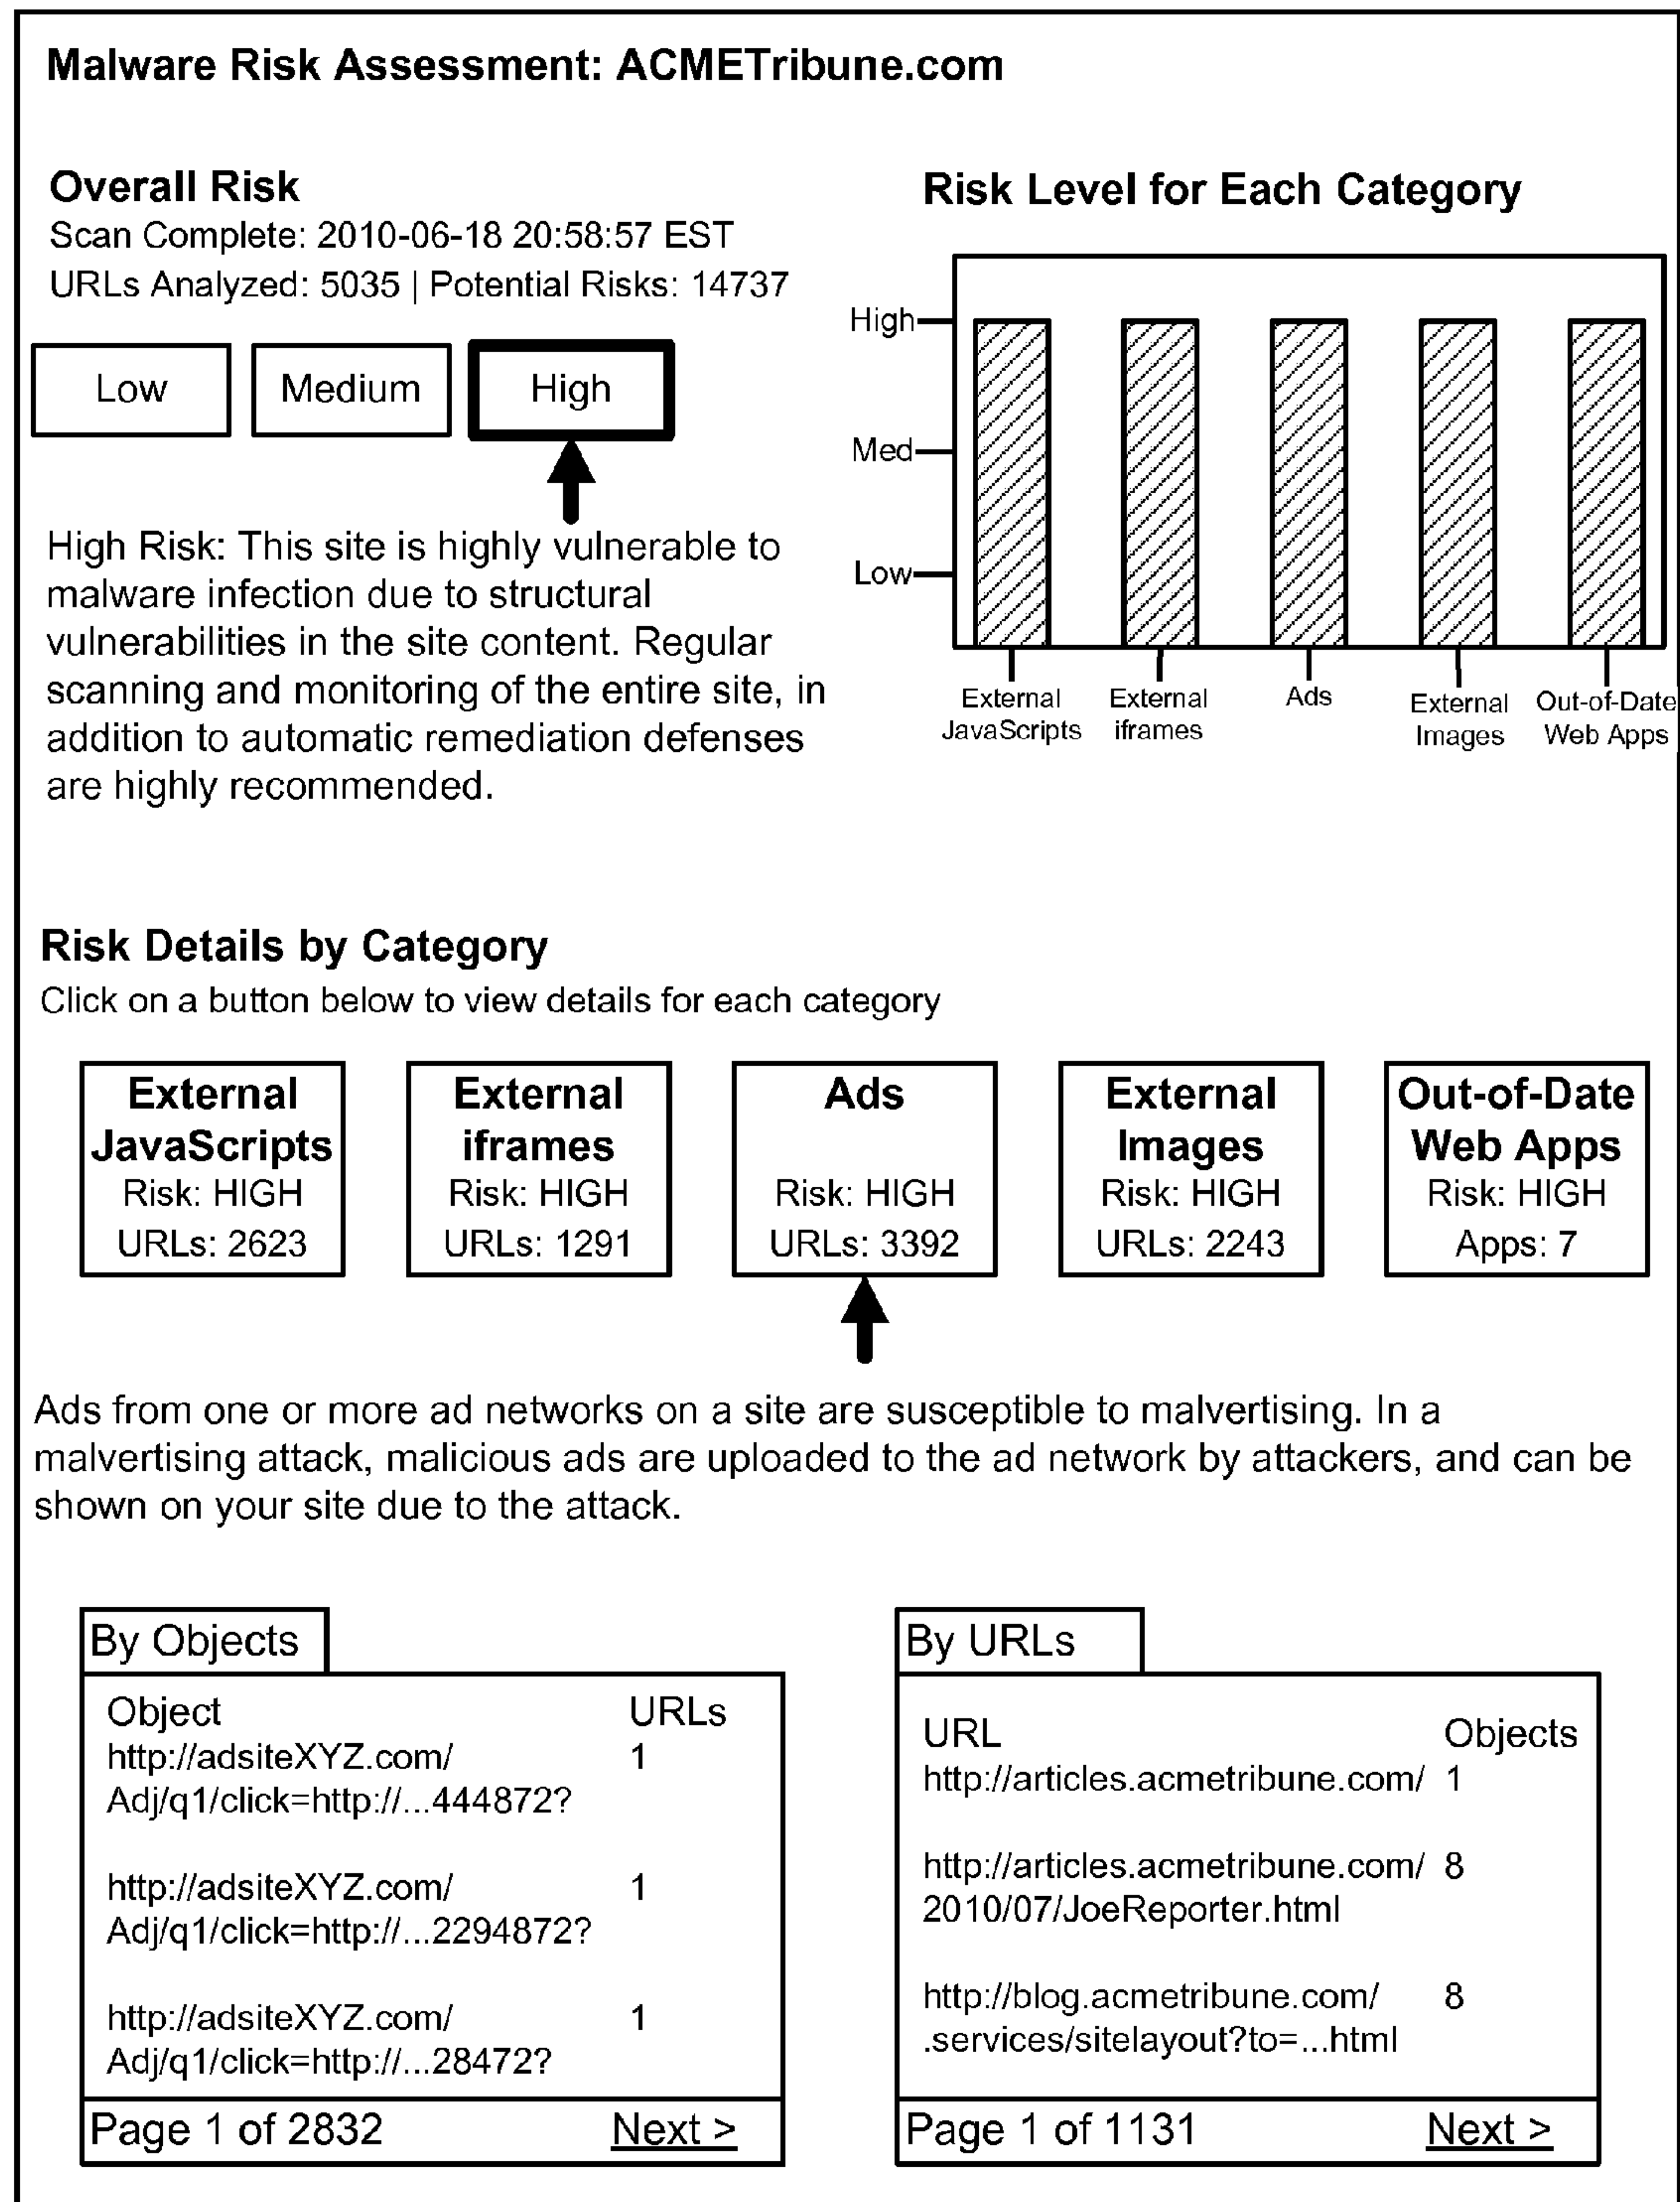 Malware Risk Assessment: ACMETribune.com
Overall Risk
Scan Complete: 2010-06-18 20:58:57 EST
URLs Analyzed: 5035 | Potential Risks: 14737
Low
Medium
High
High Risk: This site is highly vulnerable to
malware infection due to structural
vulnerabilities in the site content. Regular
scanning and monitoring of the entire site, in
addition to automatic remediation defenses
are highly recommended.
Risk Level for Each Category
High
Med
Low
External
JavaScripts
External
iframes
Ads
External
Images
Out-of-Date
Web Apps
Risk Details by Category
Click on a button below to view details for each category
External
JavaScripts
Risk: HIGH
URLs: 2623
External
iframes
Risk: HIGH
URLs: 1291
Ads
Risk: HIGH
URLs: 3392
External
Images
Risk: HIGH
URLs: 2243
Out-of-Date
Web Apps
Risk: HIGH
Apps: 7
Ads from one or more ad networks on a site are susceptible to malvertising. In a
malvertising attack, malicious ads are uploaded to the ad network by attackers, and can be
shown on your site due to the attack.
By Objects
Object URLs
http://adsiteXYZ.com/ 1
Adj/q1/click=http://...444872?
http://adsiteXYZ.com/ 1
Adj/q1/click=http://...2294872?
http://adsiteXYZ.com/ 1
Adj/q1/click=http://...28472?
Page 1 of 2832 Next >
By URLs
URL Objects
http://articles.acmetribune.com/ 1
http://articles.acmetribune.com/ 8
2010/07/JoeReporter.html
http://blog.acmetribune.com/ 8
.services/sitelayout?to=...html
Page 1 of 1131 Next >